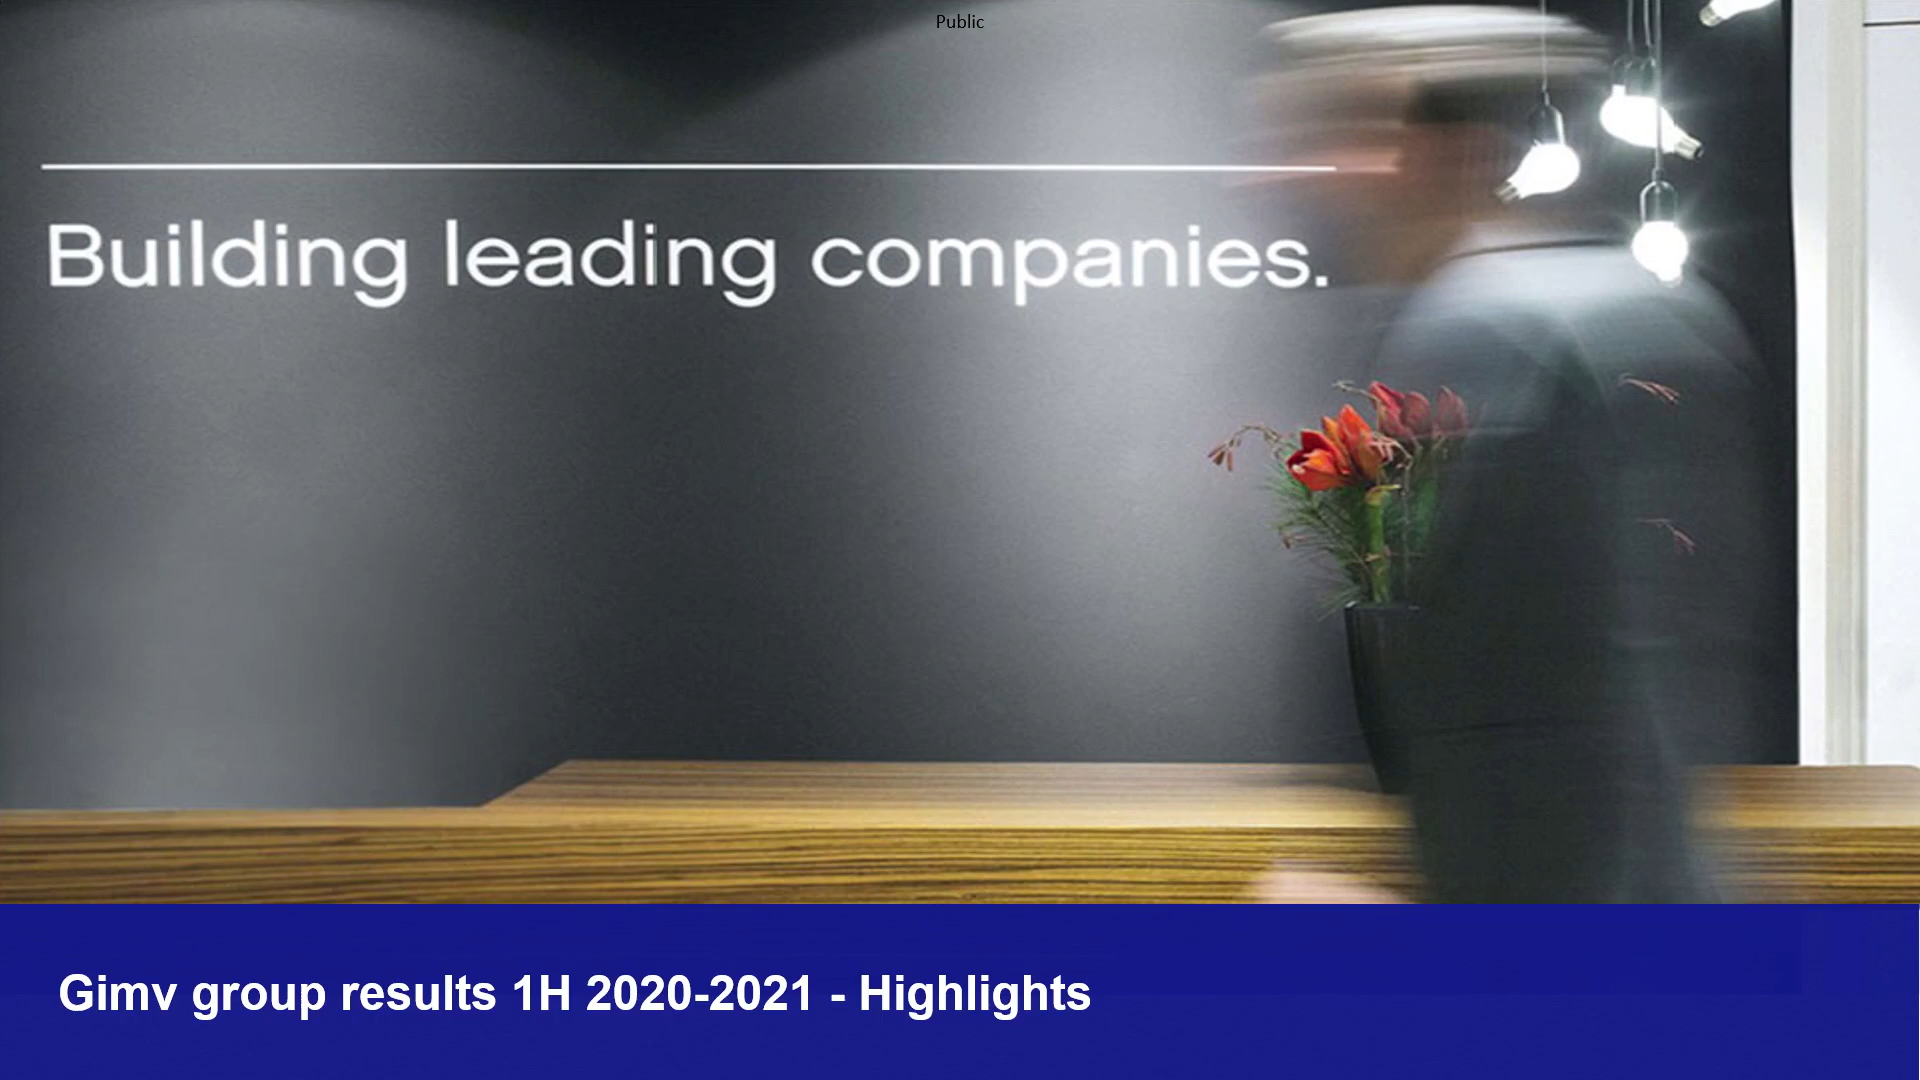 Public
Building leading companies.
Gimv group results 1H 2020-2021 - Highlights